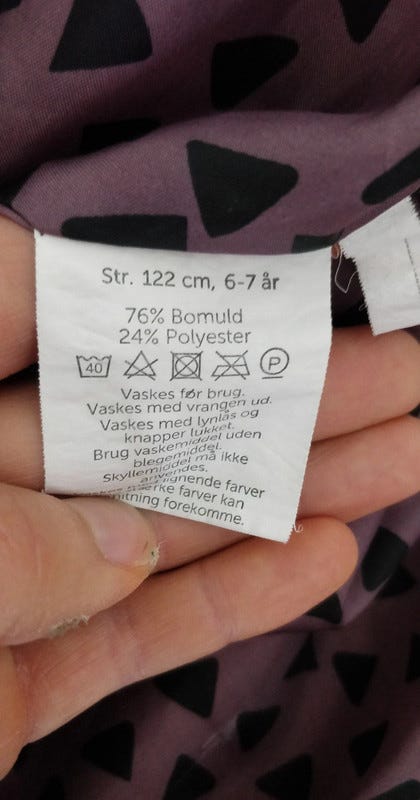 Str. 122 cm, 6-7 år
76% Bomuld
24% Polyester
40 P
Vaskes før brug.
Vaskes med vrangen ud.
Vaskes med lynlås og
knapper lukket.
Brug vaskemiddel uden
blegemiddel.
Skyllemiddel må ikke
anvendes.
lignende farver
farver kan
forekomme.